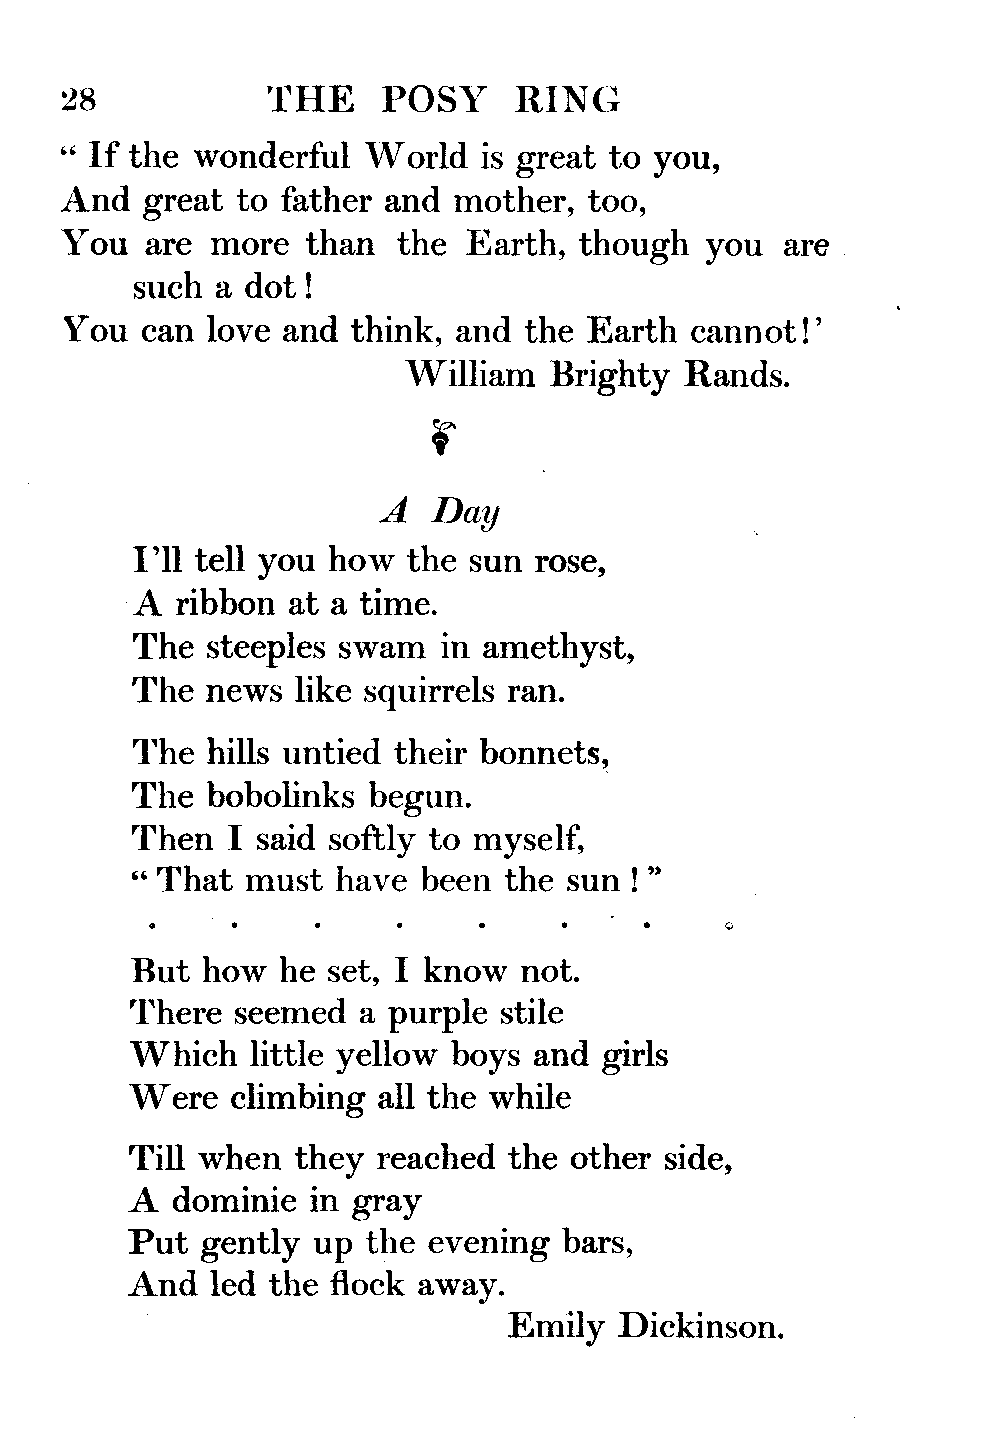 28 THE POSY RING
“ If the wonderful World is great to you,
And great to father and mother, too,
You are more than the Earth, though you are
such a dot !
You can love and think, and the Earth cannot!’
William Brighty Rands.
A Day
I’ll tell you how the sun rose,
A ribbon at a time.
The steeples swam in amethyst,
The news like squirrels ran.
The hills untied their bonnets,
The bobolinks begun.
Then I said softly to myself,
“ That must have been the sun ! ”
. . . . . . . .
But how he set, I know not.
There seemed a purple stile
Which little yellow boys and girls
Were climbing all the while
Till when they reached the other side,
A dominie in gray
Put gently up the evening bars,
And led the flock away.
Emily Dickinson.